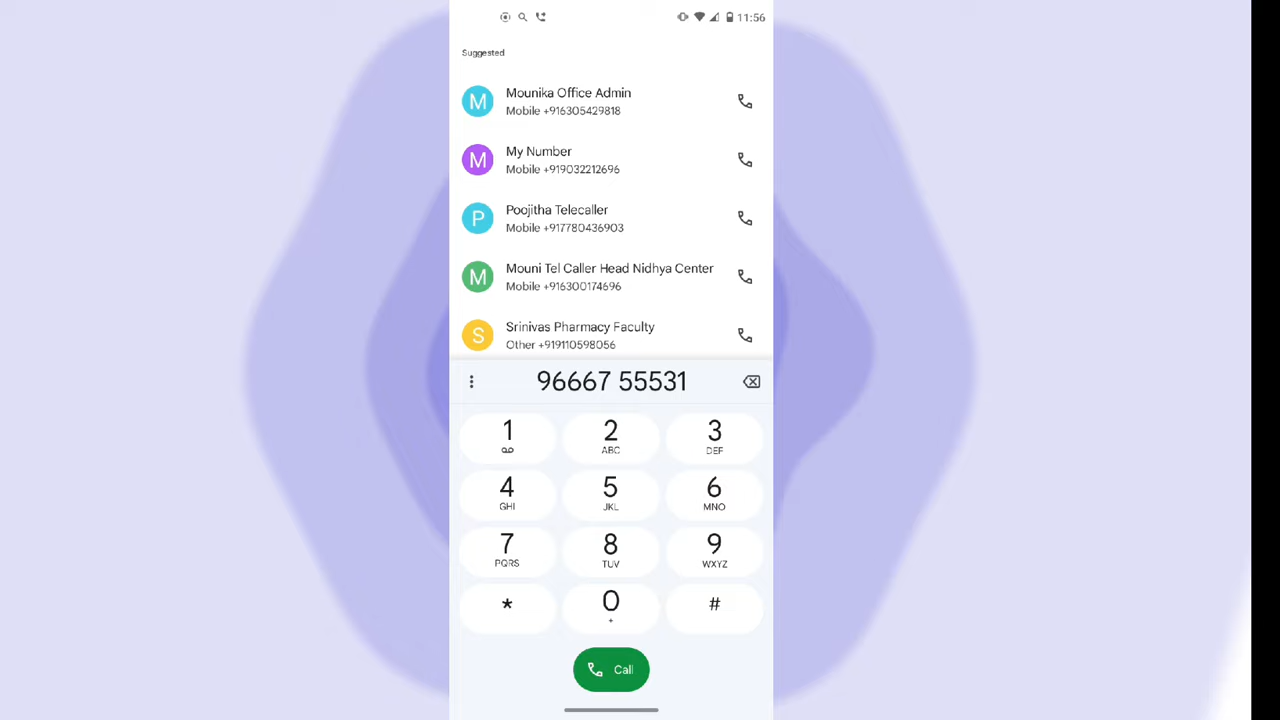 11:56
Suggested
M
Mounika Office Admin
Mobile +916305429818
M
My Number
Mobile +919032212696
P
Poojitha Telecaller
Mobile +917780436903
M
Mouni Tel Caller Head Nidhya Center
Mobile +916300174696
S
Srinivas Pharmacy Faculty
Other +919110598056
96667 55531
1 2 3
ABC DEF
4 5 6
GHI JKL MNO
7 8 9
PQRS TUV WXYZ
* 0 #
+
Call